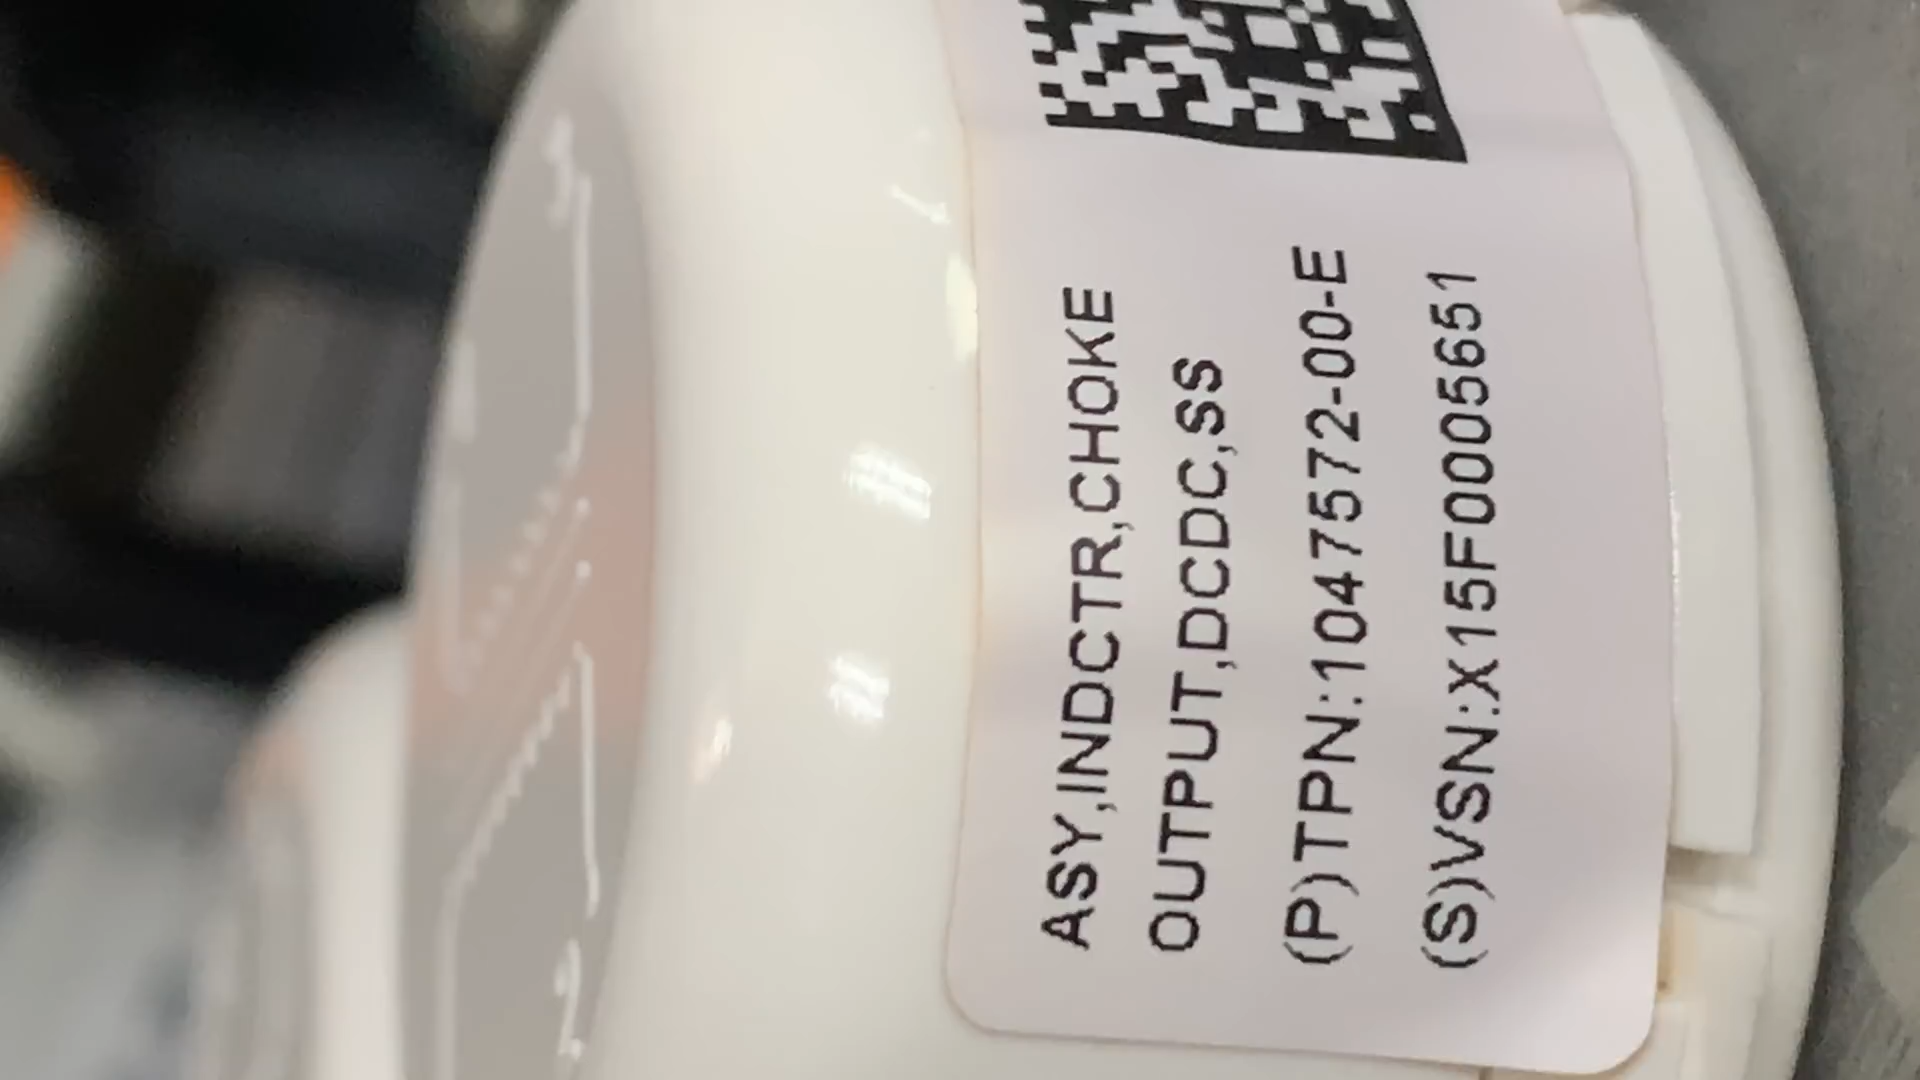 ASY,INDCTR,CHOKE
OUTPUT,DCDC,SS
(P)TPN:1047572-00-E
(S)VSN:X15F0005651